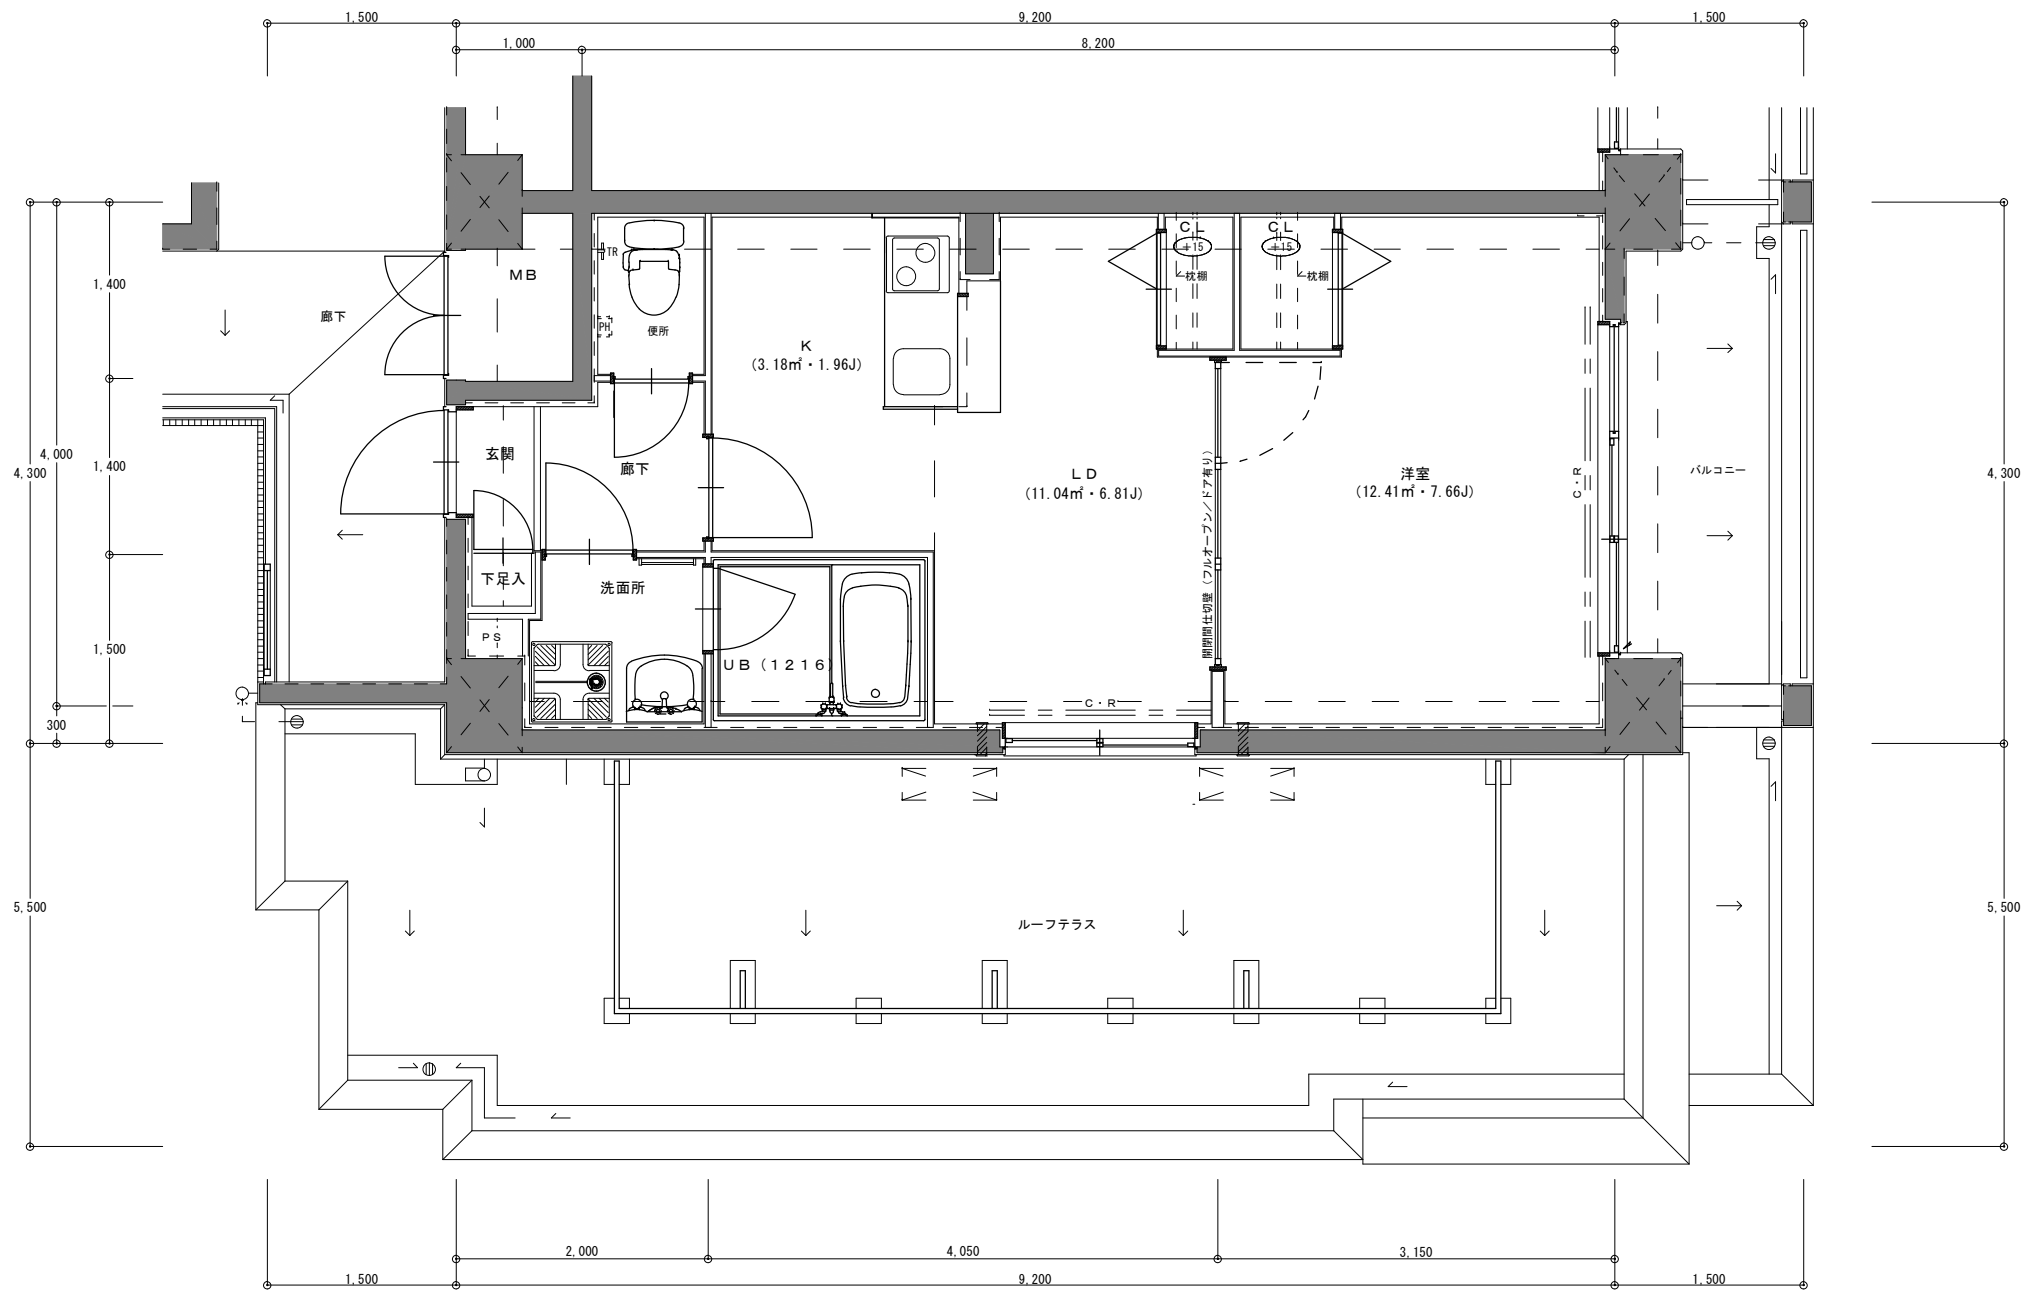 1,500
9,200
1,500
1,000
8,200
CL
CL
+15
+15
TR
MB
枕棚
枕棚
1,400
廊下
PH
便所
K
(3.18㎡・1.96J)
玄関
4,000
4,300
1,400
廊下
LD
(11.04㎡・6.81J)
開閉間仕切壁(フルオープン/ドア有り)
洋室
(12.41㎡・7.66J)
C・R
バルコニー
4,300
下足入
洗面所
PS
1,500
UB(1216)
C・R
300
5,500
ルーフテラス
5,500
2,000
4,050
3,150
1,500
9,200
1,500